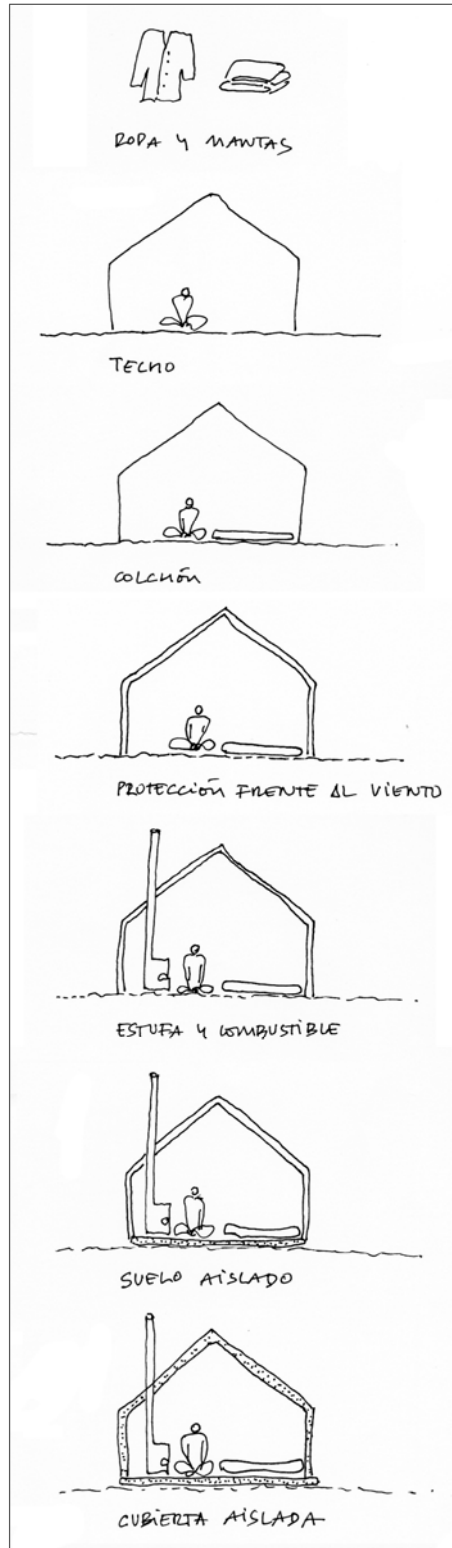 ROPA Y MANTAS
TECHO
COLCHÓN
PROTECCIÓN FRENTE AL VIENTO
ESTUFA Y COMBUSTIBLE
SUELO AISLADO
CUBIERTA AISLADA